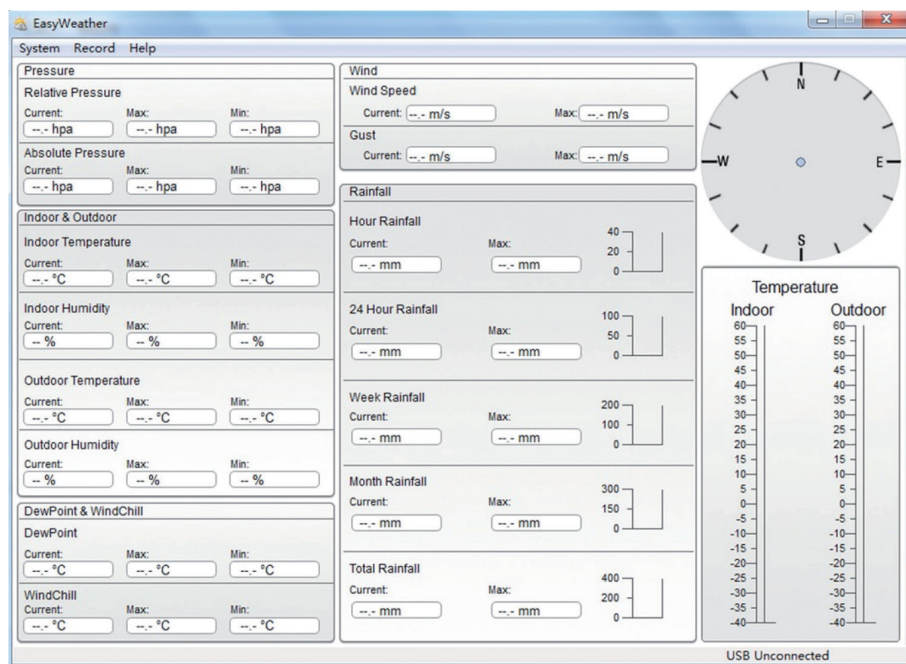 EasyWeather
System Record Help
Pressure
Relative Pressure
Current: Max: Min:
--.- hpa --.- hpa --.- hpa
Absolute Pressure
Current: Max: Min:
--.- hpa --.- hpa --.- hpa
Indoor & Outdoor
Indoor Temperature
Current: Max: Min:
--.- °C --.- °C --.- °C
Indoor Humidity
Current: Max: Min:
-- % -- % -- %
Outdoor Temperature
Current: Max: Min:
--.- °C --.- °C --.- °C
Outdoor Humidity
Current: Max: Min:
-- % -- % -- %
DewPoint & WindChill
DewPoint
Current: Max: Min:
--.- °C --.- °C --.- °C
WindChill
Current: Max: Min:
--.- °C --.- °C --.- °C
Wind
Wind Speed
Current: --.- m/s Max: --.- m/s
Gust
Current: --.- m/s Max: --.- m/s
Rainfall
Hour Rainfall
Current: Max:
--.- mm --.- mm
40
20
0
24 Hour Rainfall
Current: Max:
--.- mm --.- mm
100
50
0
Week Rainfall
Current: Max:
--.- mm --.- mm
200
100
0
Month Rainfall
Current: Max:
--.- mm --.- mm
300
150
0
Total Rainfall
Current: Max:
--.- mm --.- mm
400
200
0
N
W E
S
Temperature
Indoor Outdoor
60 60
55 55
50 50
45 45
40 40
35 35
30 30
25 25
20 20
15 15
10 10
5 5
0 0
-5 -5
-10 -10
-15 -15
-20 -20
-25 -25
-30 -30
-35 -35
-40 -40
USB Unconnected